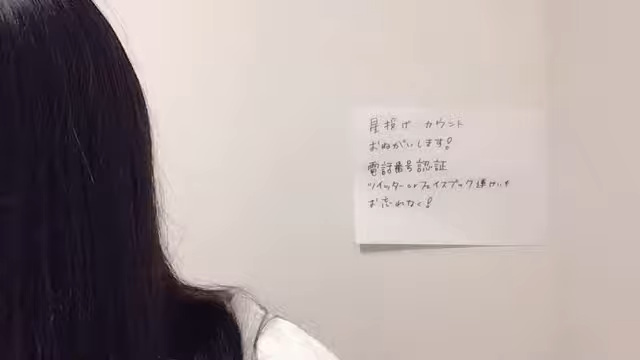 星投げ カウント
おねがいします!
電話番号認証
ツイッターorフェイスブック連けいも
お忘れなく!